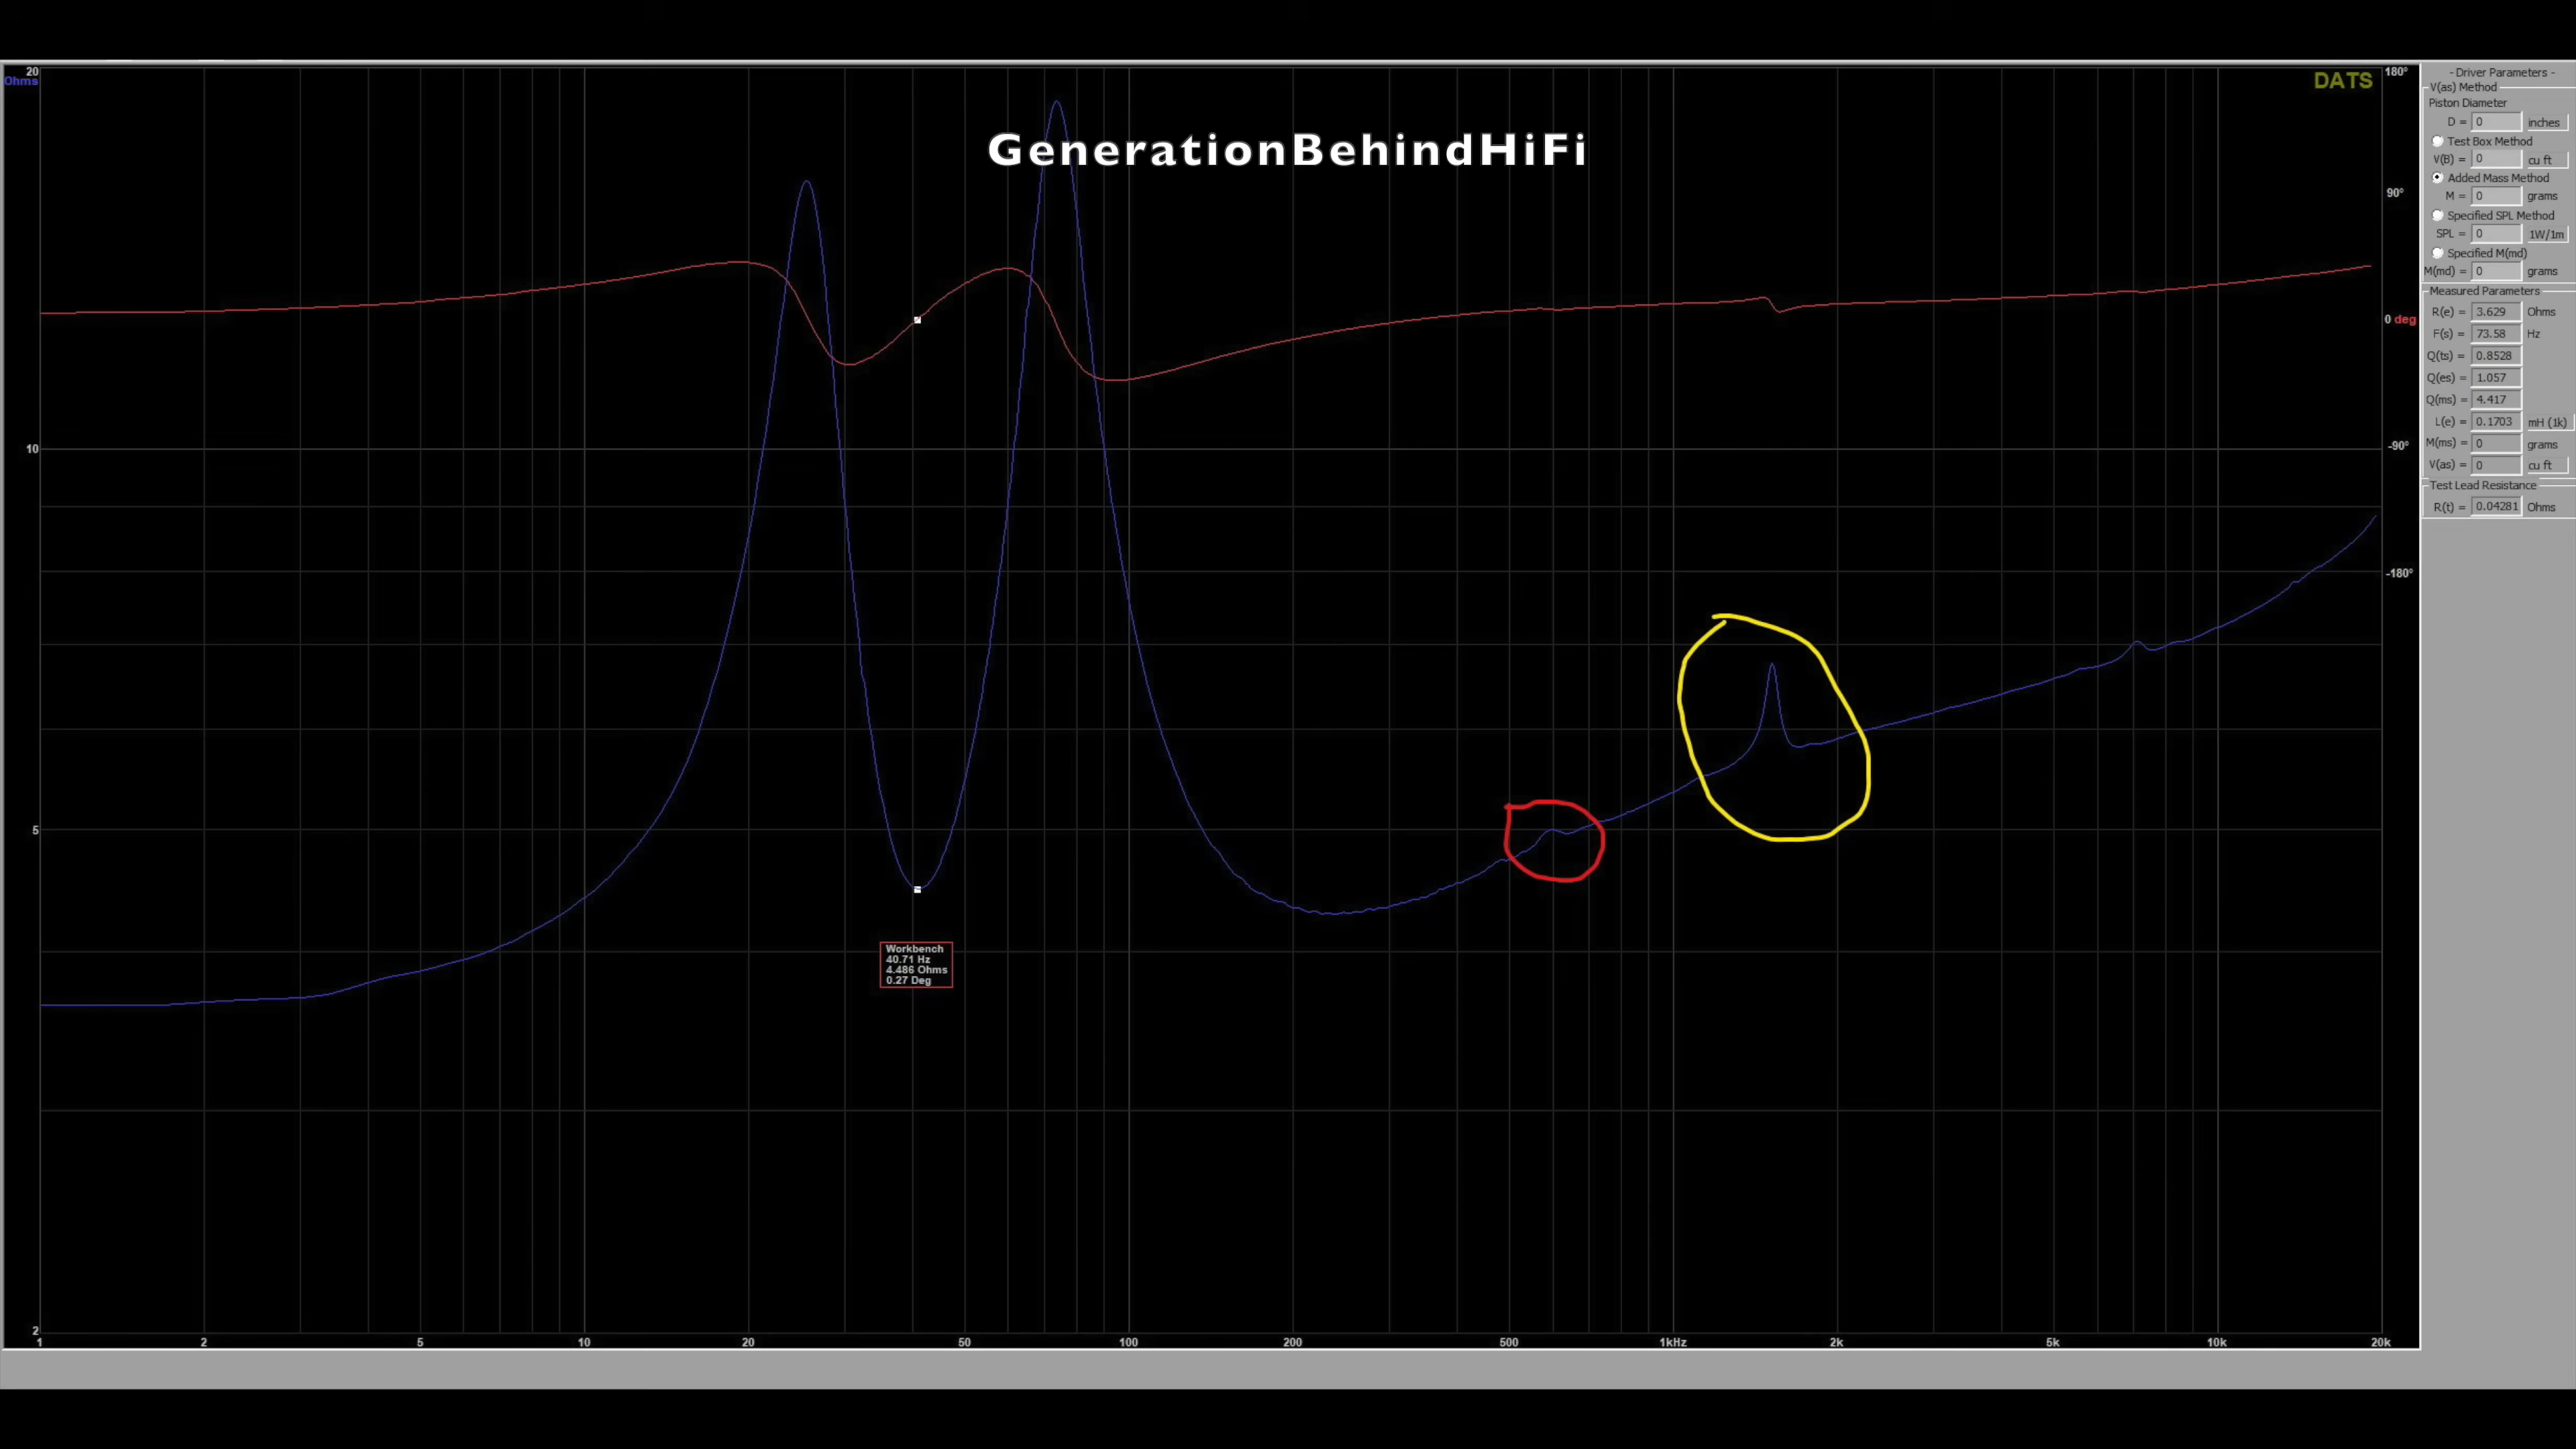 20
Ohms
10
5
2
GenerationBehindHiFi
DATS
180°
90°
0 deg
-90°
-180°
Workbench
40.71 Hz
4.486 Ohms
0.27 Deg
1 2 5 10 20 50 100 200 500 1kHz 2k 5k 10k 20k
- Driver Parameters -
V(as) Method
Piston Diameter
D = 0 inches
Test Box Method
V(B) = 0 cu ft
Added Mass Method
M = 0 grams
Specified SPL Method
SPL = 0 1W/1m
Specified M(md)
M(md) = 0 grams
Measured Parameters
R(e) = 3.629 Ohms
F(s) = 73.58 Hz
Q(ts) = 0.8528
Q(es) = 1.057
Q(ms) = 4.417
L(e) = 0.1703 mH (1k)
M(ms) = 0 grams
V(as) = 0 cu ft
Test Lead Resistance
R(t) = 0.04281 Ohms